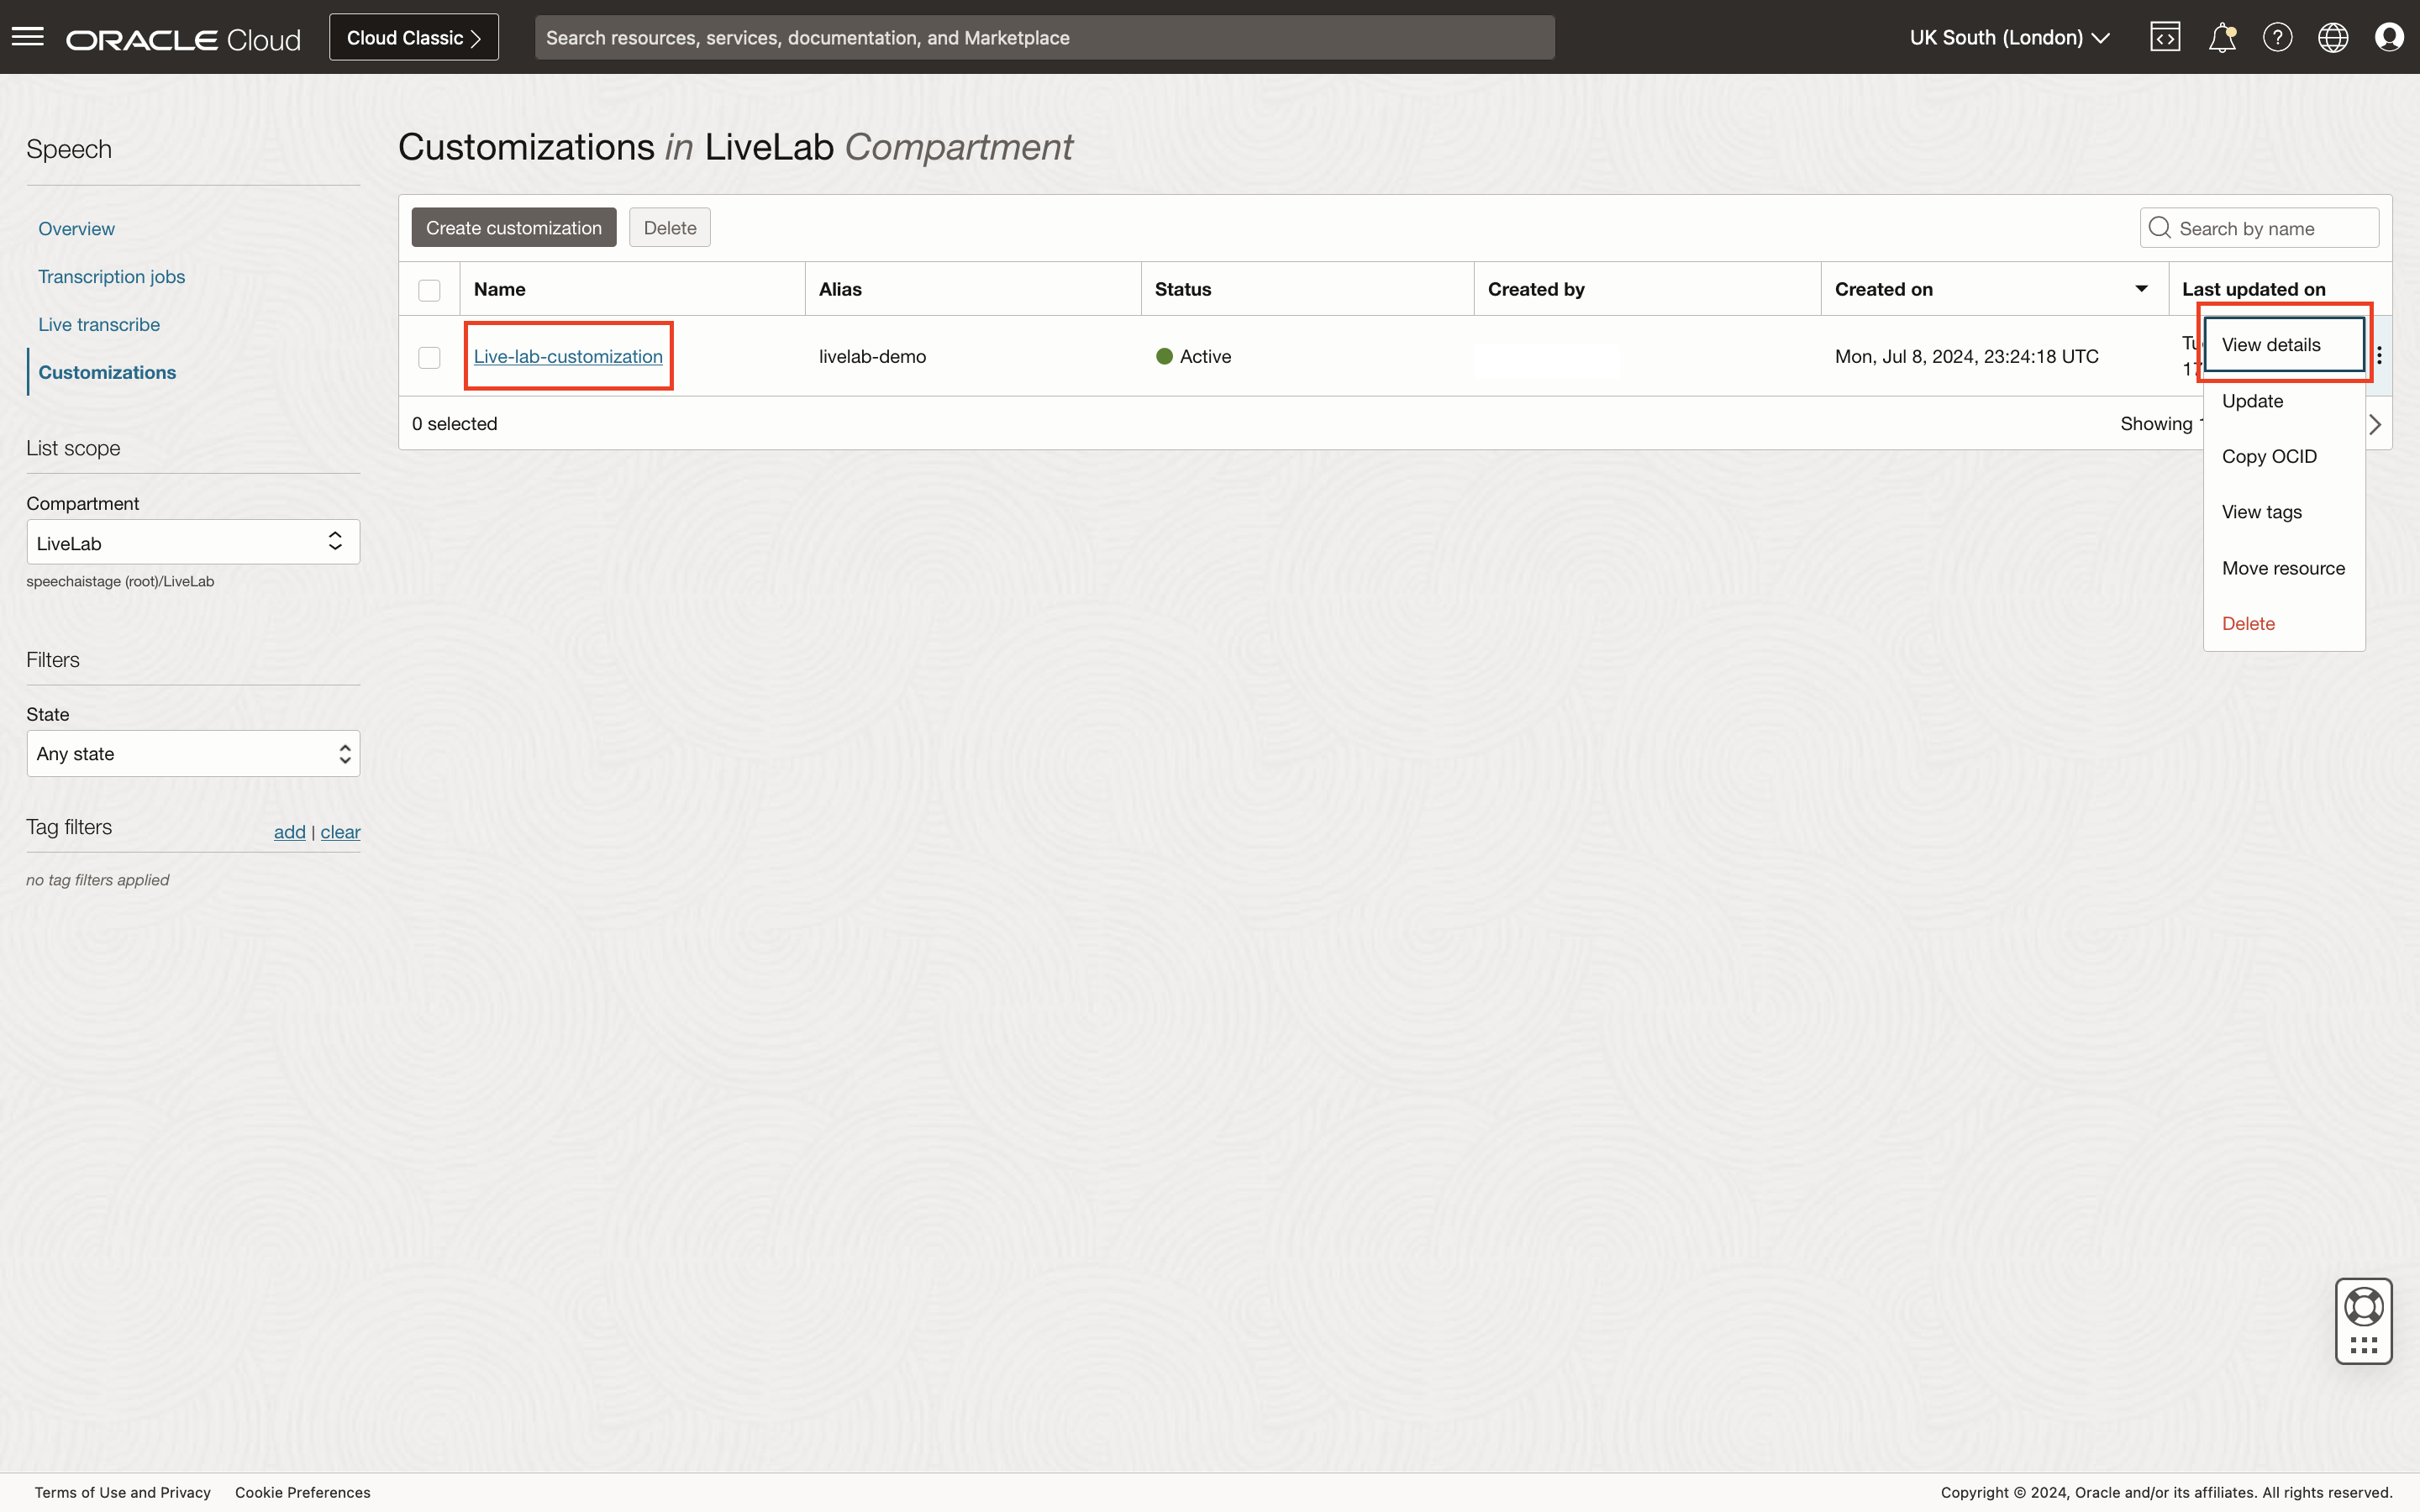 ORACLE Cloud
Cloud Classic
Search resources, services, documentation, and Marketplace
UK South (London)
Speech
Overview
Transcription jobs
Live transcribe
Customizations
List scope
Compartment
LiveLab
speechaistage (root)/LiveLab
Filters
State
Any state
Tag filters
add | clear
no tag filters applied
Customizations in LiveLab Compartment
Create customization
Delete
Search by name
Name
Alias
Status
Created by
Created on
Last updated on
Live-lab-customization
livelab-demo
Active
Mon, Jul 8, 2024, 23:24:18 UTC
0 selected
Showing
View details
Update
Copy OCID
View tags
Move resource
Delete
Terms of Use and Privacy
Cookie Preferences
Copyright © 2024, Oracle and/or its affiliates. All rights reserved.